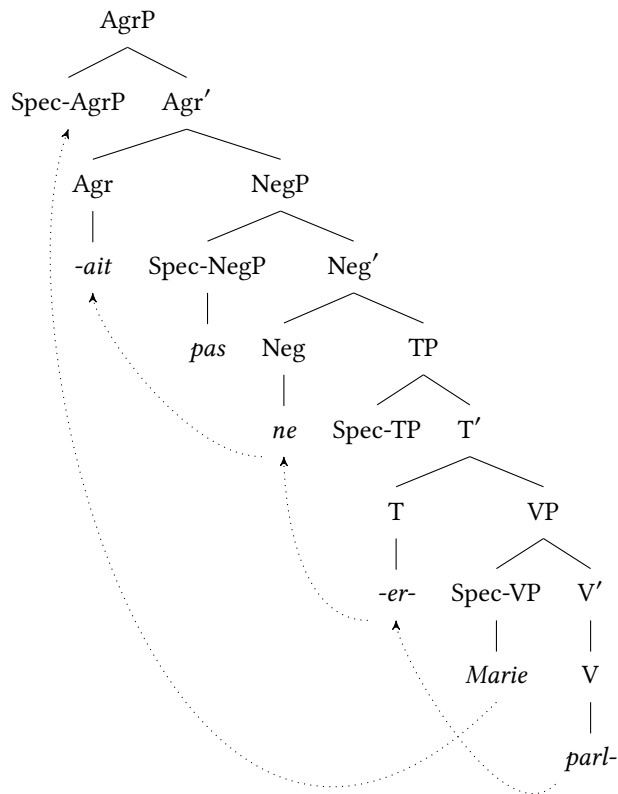 AgrP
Spec-AgrP Agr′
Agr NegP
-ait Spec-NegP Neg′
pas Neg TP
ne Spec-TP T′
T VP
-er- Spec-VP V′
Marie V
parl-